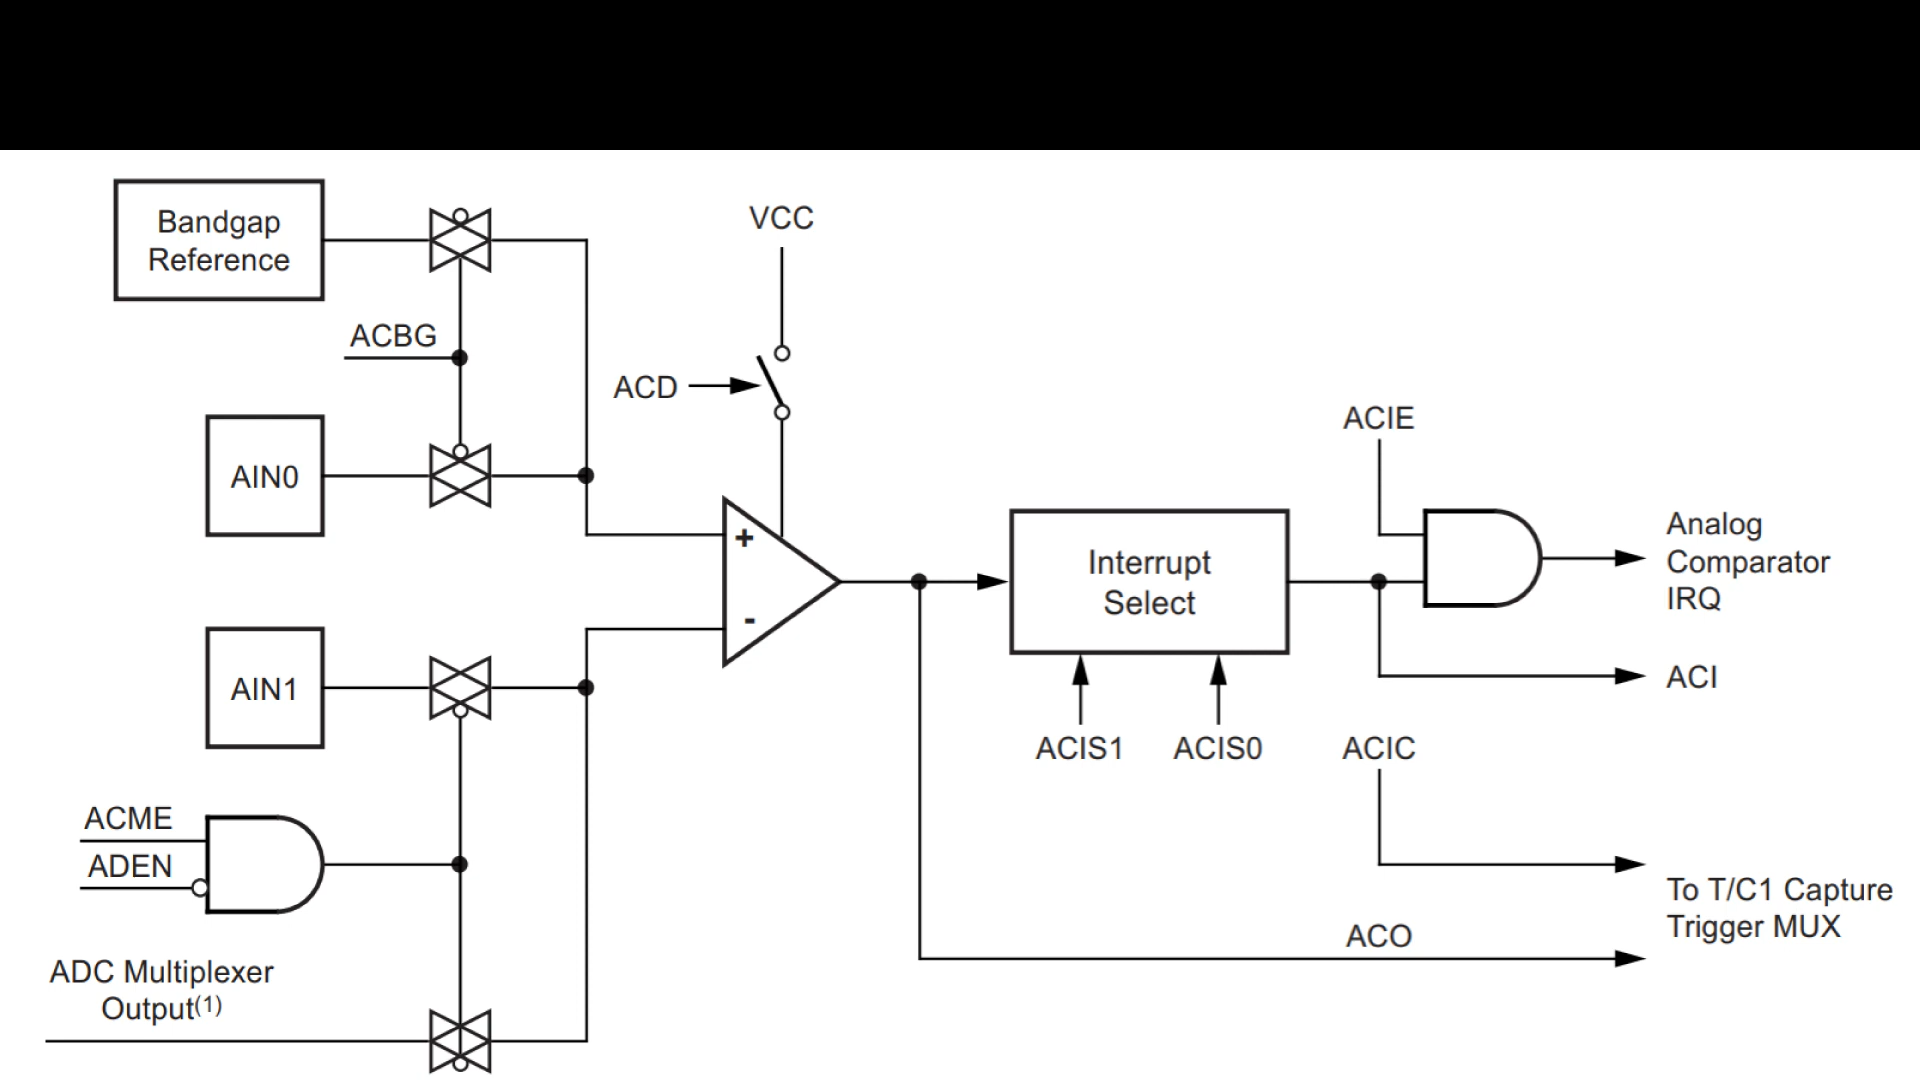 Bandgap
Reference
VCC
ACBG
ACD
AIN0
ACIE
+
Interrupt
Select
Analog
Comparator
IRQ
-
AIN1
ACI
ACIS1
ACIS0
ACIC
ACME
ADEN
To T/C1 Capture
Trigger MUX
ACO
ADC Multiplexer
Output(1)